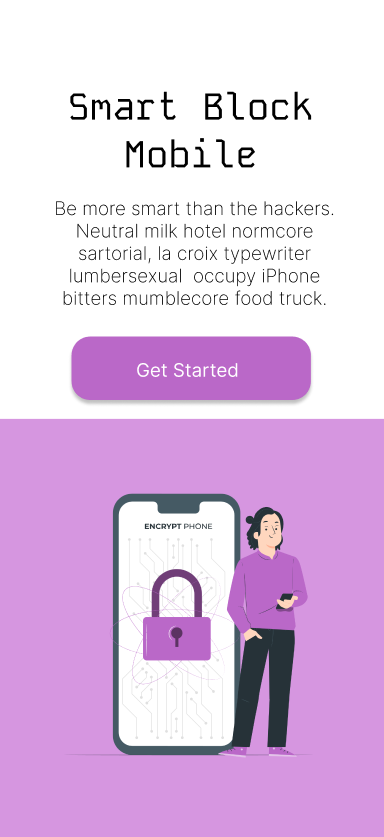 Smart Block
Mobile
Be more smart than the hackers.
Neutral milk hotel normcore
sartorial, la croix typewriter
lumbersexual  occupy iPhone
bitters mumblecore food truck.
Get Started
ENCRYPT PHONE